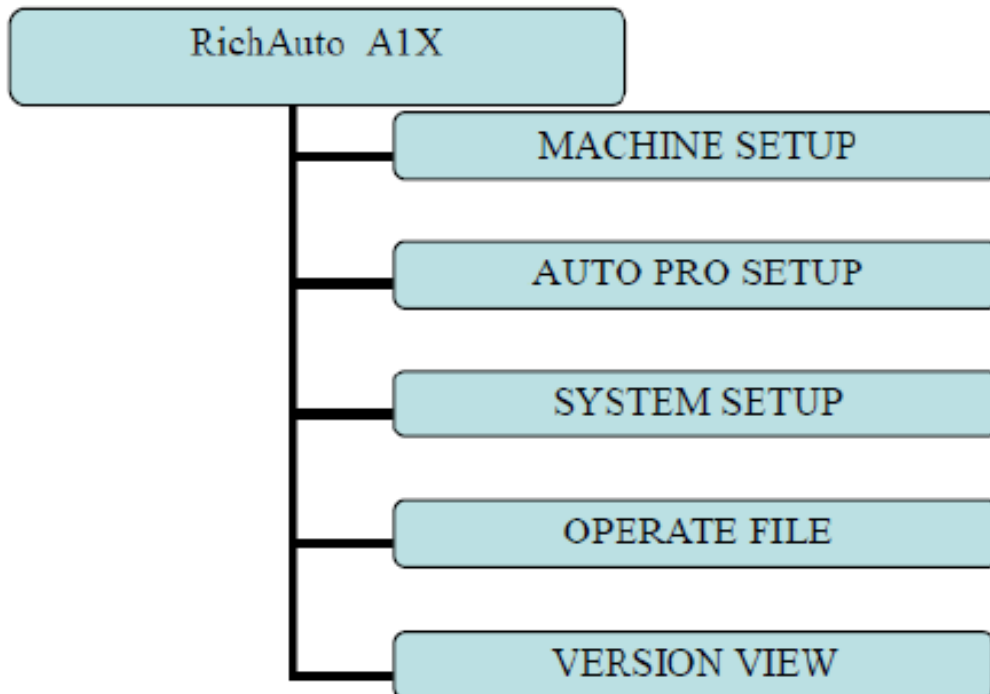 RichAuto A1X
MACHINE SETUP
AUTO PRO SETUP
SYSTEM SETUP
OPERATE FILE
VERSION VIEW